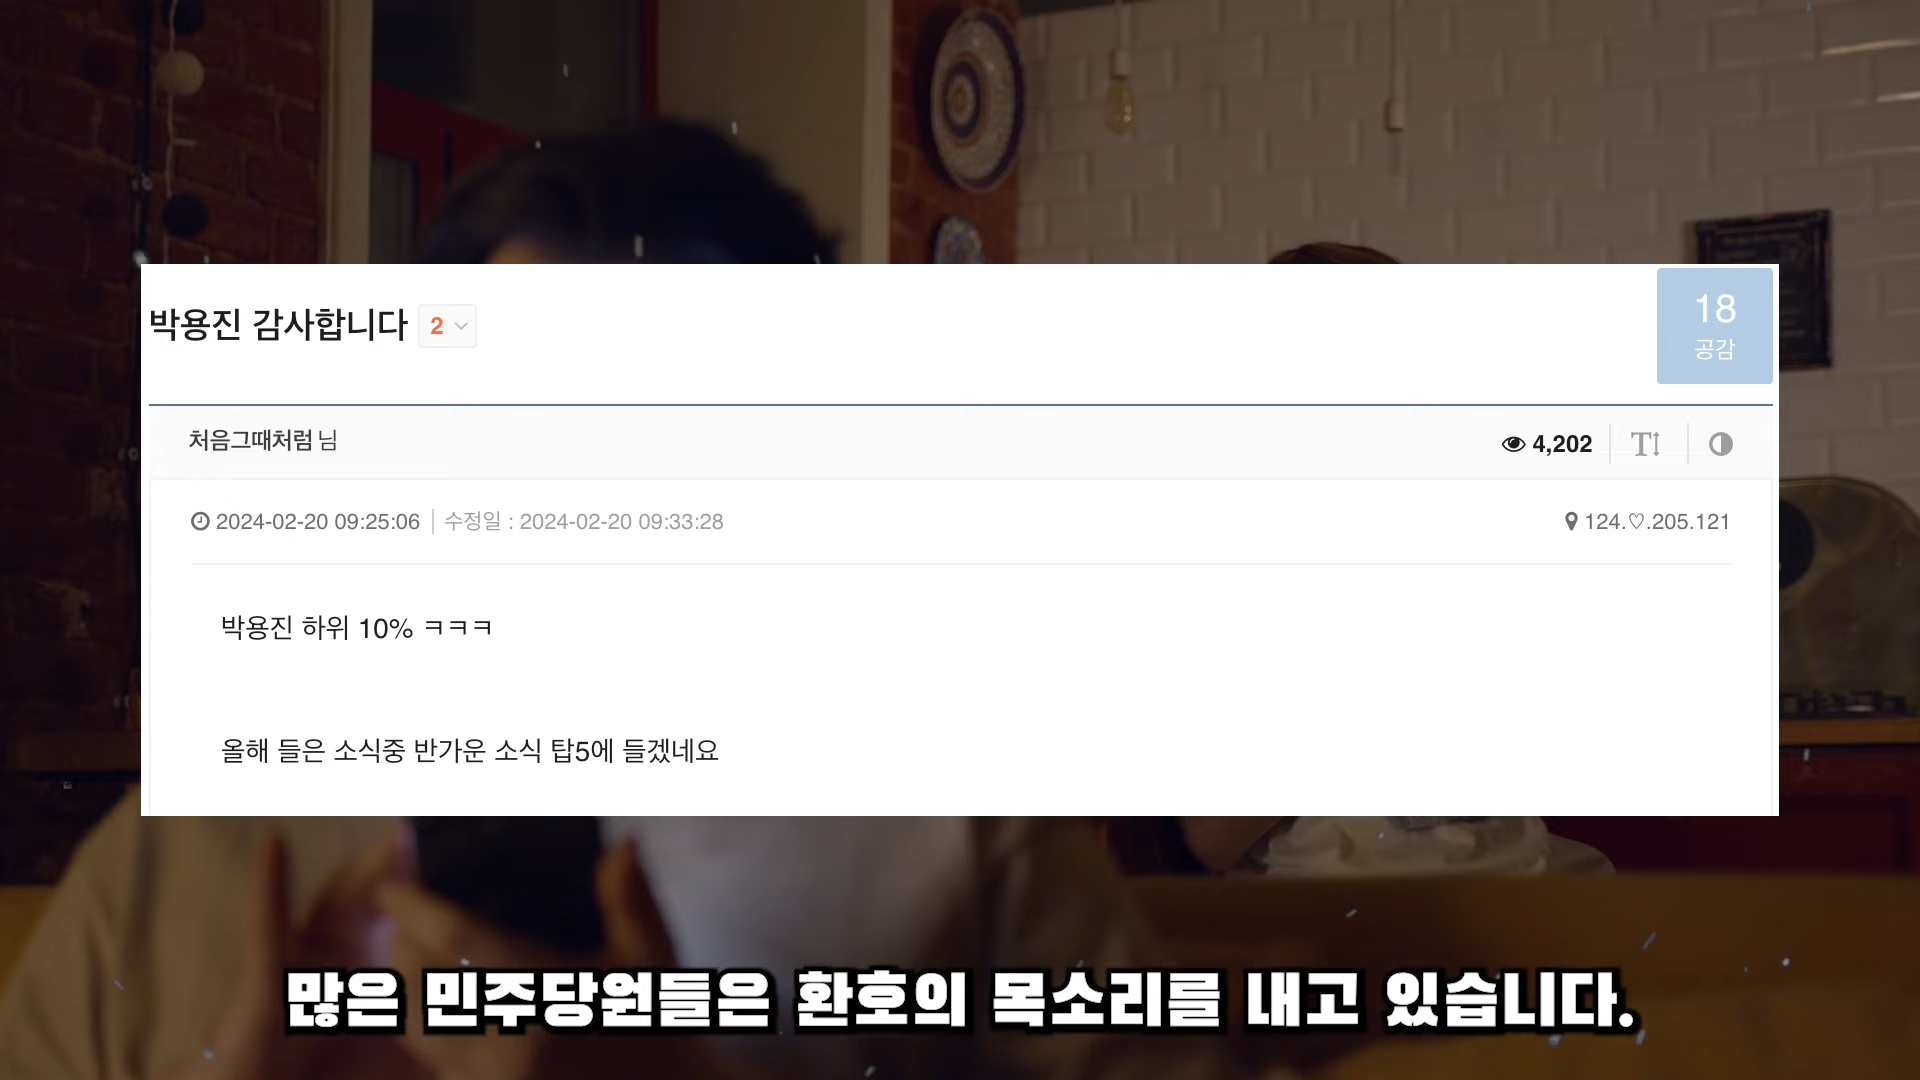 박용진 감사합니다 2
18
공감
처음그때처럼 님
4,202
2024-02-20 09:25:06 수정일 : 2024-02-20 09:33:28
124.♡.205.121
박용진 하위 10% ㅋㅋㅋ
올해 들은 소식중 반가운 소식 탑5에 들겠네요
많은 민주당원들은 환호의 목소리를 내고 있습니다.